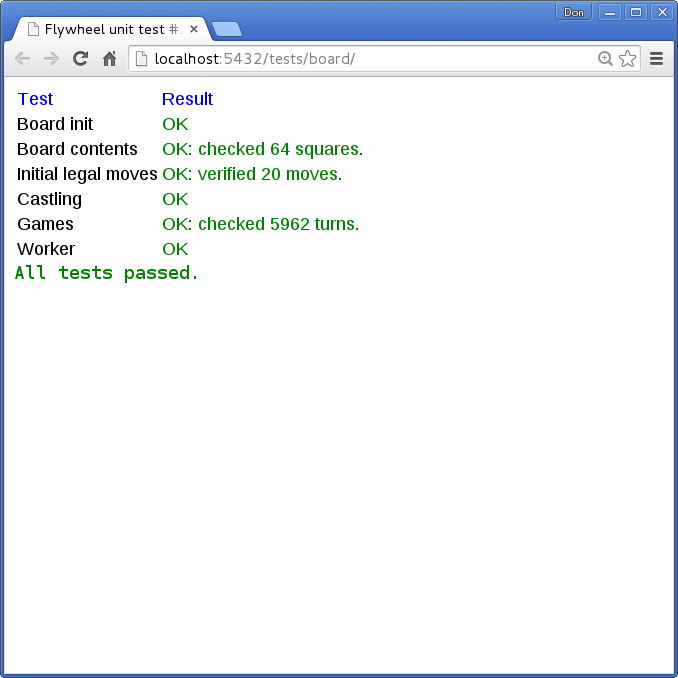 Don
Flywheel unit test #
localhost:5432/tests/board/
Test Result
Board init OK
Board contents OK: checked 64 squares.
Initial legal moves OK: verified 20 moves.
Castling OK
Games OK: checked 5962 turns.
Worker OK
All tests passed.